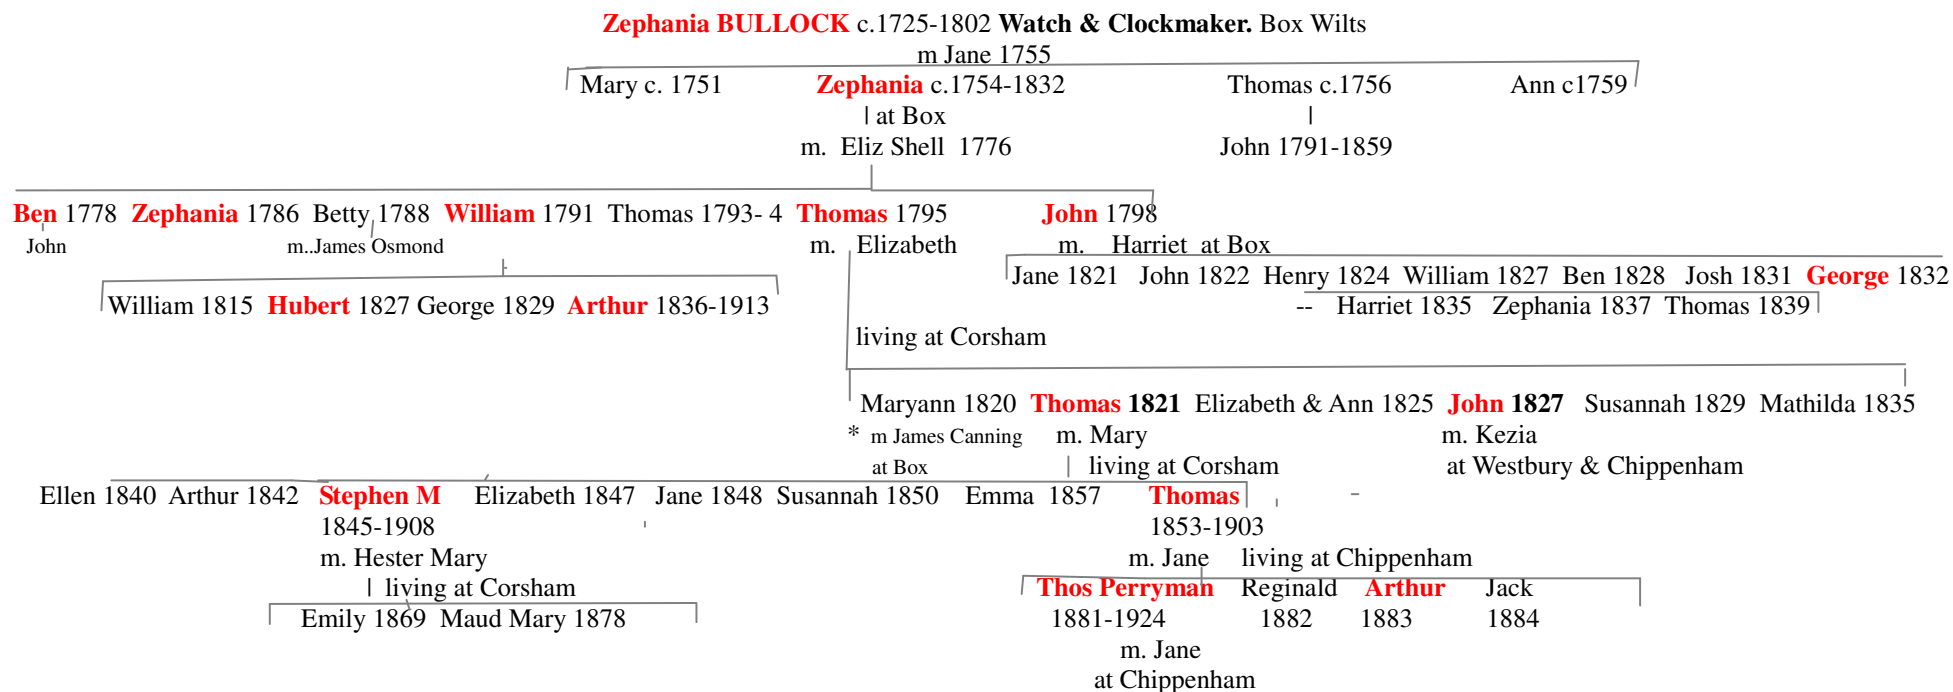 Zephania BULLOCK c.1725-1802 Watch & Clockmaker. Box Wilts
m Jane 1755
Mary c. 1751 Zephania c.1754-1832 Thomas c.1756 Ann c1759
| at Box |
m. Eliz Shell 1776 John 1791-1859
Ben 1778 Zephania 1786 Betty 1788 William 1791 Thomas 1793- 4 Thomas 1795 John 1798
John m..James Osmond m. Elizabeth m. Harriet at Box
Jane 1821 John 1822 Henry 1824 William 1827 Ben 1828 Josh 1831 George 1832
William 1815 Hubert 1827 George 1829 Arthur 1836-1913 -- Harriet 1835 Zephania 1837 Thomas 1839
living at Corsham
Maryann 1820 Thomas 1821 Elizabeth & Ann 1825 John 1827 Susannah 1829 Mathilda 1835
* m James Canning m. Mary m. Kezia
at Box | living at Corsham at Westbury & Chippenham
Ellen 1840 Arthur 1842 Stephen M Elizabeth 1847 Jane 1848 Susannah 1850 Emma 1857 Thomas
1845-1908 1853-1903
m. Hester Mary m. Jane living at Chippenham
| living at Corsham Thos Perryman Reginald Arthur Jack
Emily 1869 Maud Mary 1878 1881-1924 1882 1883 1884
m. Jane
at Chippenham